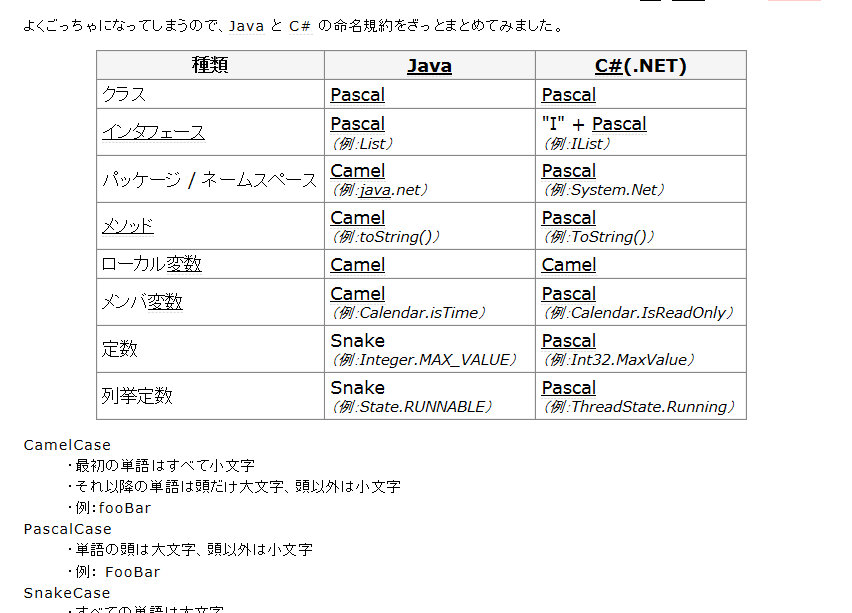 よくごっちゃになってしまうので、Java と C# の命名規約をざっとまとめてみました。
種類 Java C#(.NET)
クラス Pascal Pascal
インタフェース Pascal (例:List) "I" + Pascal (例:IList)
パッケージ / ネームスペース Camel (例:java.net) Pascal (例:System.Net)
メソッド Camel (例:toString()) Pascal (例:ToString())
ローカル変数 Camel Camel
メンバ変数 Camel (例:Calendar.isTime) Pascal (例:Calendar.IsReadOnly)
定数 Snake (例:Integer.MAX_VALUE) Pascal (例:Int32.MaxValue)
列挙定数 Snake (例:State.RUNNABLE) Pascal (例:ThreadState.Running)
CamelCase
・最初の単語はすべて小文字
・それ以降の単語は頭だけ大文字、頭以外は小文字
・例:fooBar
PascalCase
・単語の頭は大文字、頭以外は小文字
・例: FooBar
SnakeCase
・すべての単語は大文字